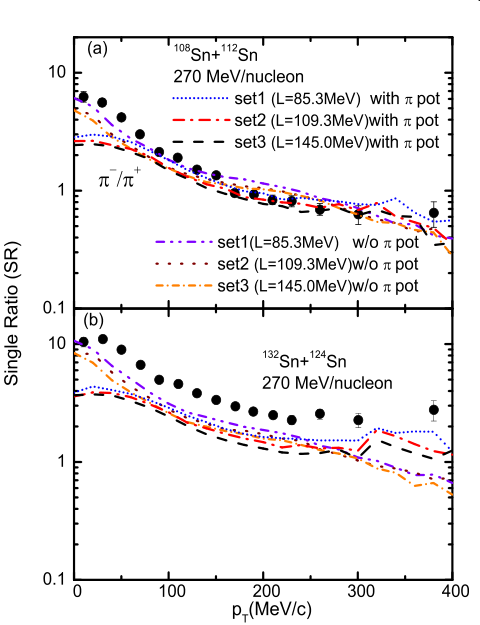 (a)
¹⁰⁸Sn+¹¹²Sn
270 MeV/nucleon
set1 (L=85.3MeV) with π pot
set2 (L=109.3MeV)with π pot
set3 (L=145.0MeV)with π pot
π⁻/π⁺
set1(L=85.3MeV) w/o π pot
set2 (L=109.3MeV)w/o π pot
set3 (L=145.0MeV)w/o π pot
10
1
0.1
Single Ratio (SR)
(b)
¹³²Sn+¹²⁴Sn
270 MeV/nucleon
10
1
0.1
0 100 200 300 400
p_T(MeV/c)